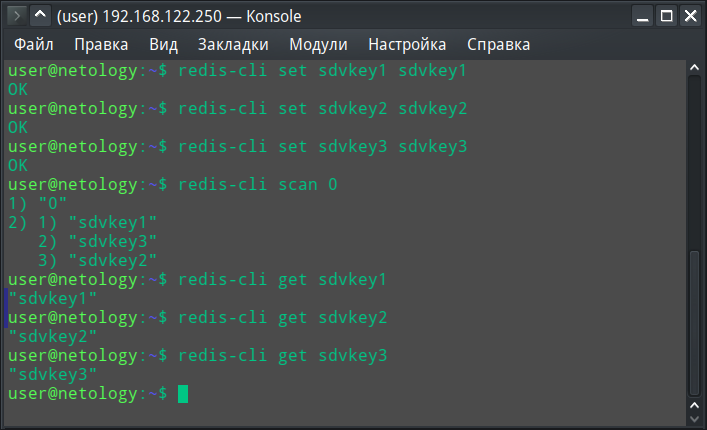 (user) 192.168.122.250 — Konsole
Файл Правка Вид Закладки Модули Настройка Справка
user@netology:~$ redis-cli set sdvkey1 sdvkey1
OK
user@netology:~$ redis-cli set sdvkey2 sdvkey2
OK
user@netology:~$ redis-cli set sdvkey3 sdvkey3
OK
user@netology:~$ redis-cli scan 0
1) "0"
2) 1) "sdvkey1"
   2) "sdvkey3"
   3) "sdvkey2"
user@netology:~$ redis-cli get sdvkey1
"sdvkey1"
user@netology:~$ redis-cli get sdvkey2
"sdvkey2"
user@netology:~$ redis-cli get sdvkey3
"sdvkey3"
user@netology:~$